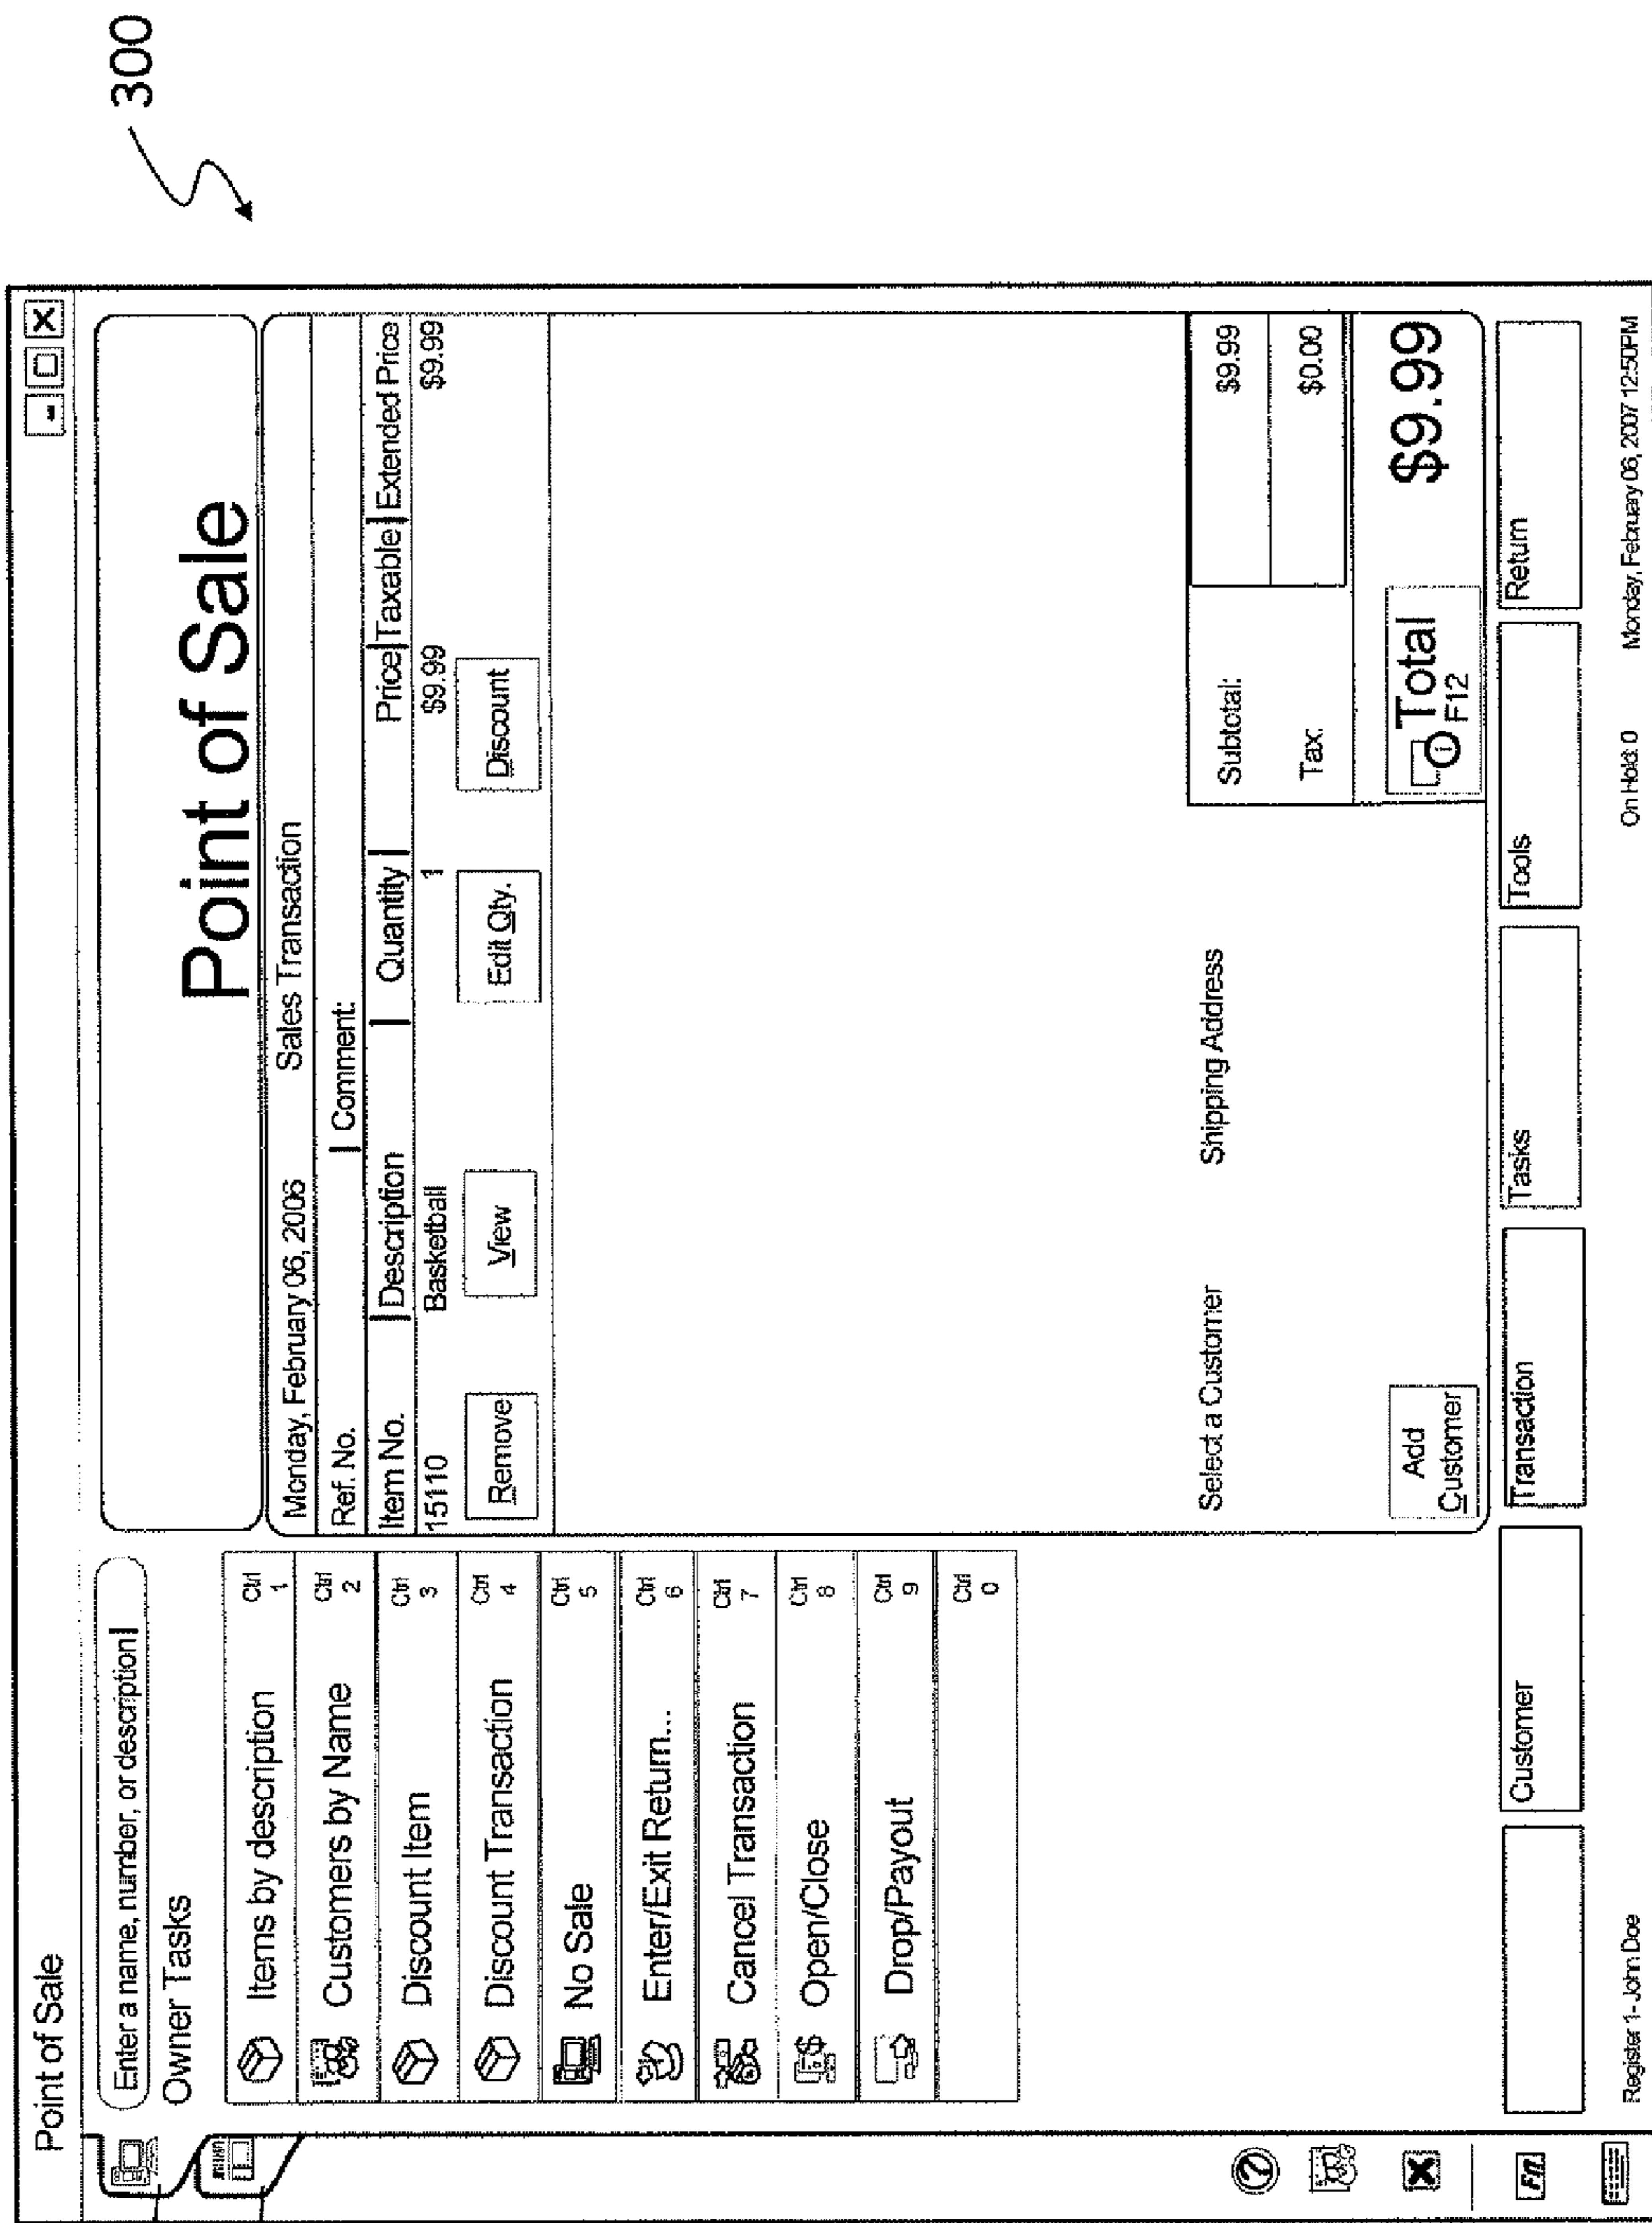 300
Point of Sale
Enter a name, number, or description
Owner Tasks
Items by description Ctrl 1
Customers by Name Ctrl 2
Discount Item Ctrl 3
Discount Transaction Ctrl 4
No Sale Ctrl 5
Enter/Exit Return... Ctrl 6
Cancel Transaction Ctrl 7
Open/Close Ctrl 8
Drop/Payout Ctrl 9
Ctrl 0
Point of Sale
Monday, February 06, 2006 Sales Transaction
Ref. No. Comment:
Item No. Description Quantity Price Taxable Extended Price
15110 Basketball 1 $9.99 $9.99
Remove View Edit Qty. Discount
Select a Customer Shipping Address Subtotal: $9.99
Tax: $0.00
Add
Customer
Total $9.99
F12
Customer Transaction Tasks Tools Return
Fn
Register 1- John Doe On Hold: 0 Monday, February 06, 2007 12:50PM